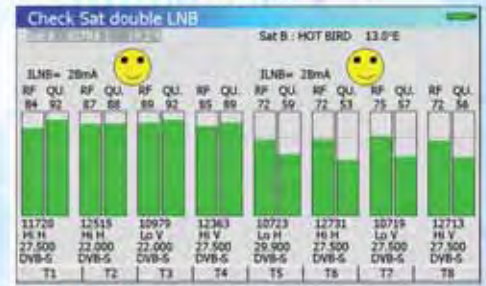 Check Sat double LNB
Sat B : HOT BIRD 13.0°E
ILNB= 28mA ILNB= 28mA
RF QU. RF QU. RF QU. RF QU. RF QU. RF QU. RF QU. RF QU.
84 92 87 88 89 92 85 89 72 59 72 53 75 57 72 56
11720 12515 10979 12363 10723 12731 10719 12713
Hi H Hi H Lo V Hi V Lo H Hi H Lo V Hi V
27.500 22.000 22.000 27.500 29.900 27.500 27.500 27.500
DVB-S DVB-S DVB-S DVB-S DVB-S DVB-S DVB-S DVB-S
T1 T2 T3 T4 T5 T6 T7 T8